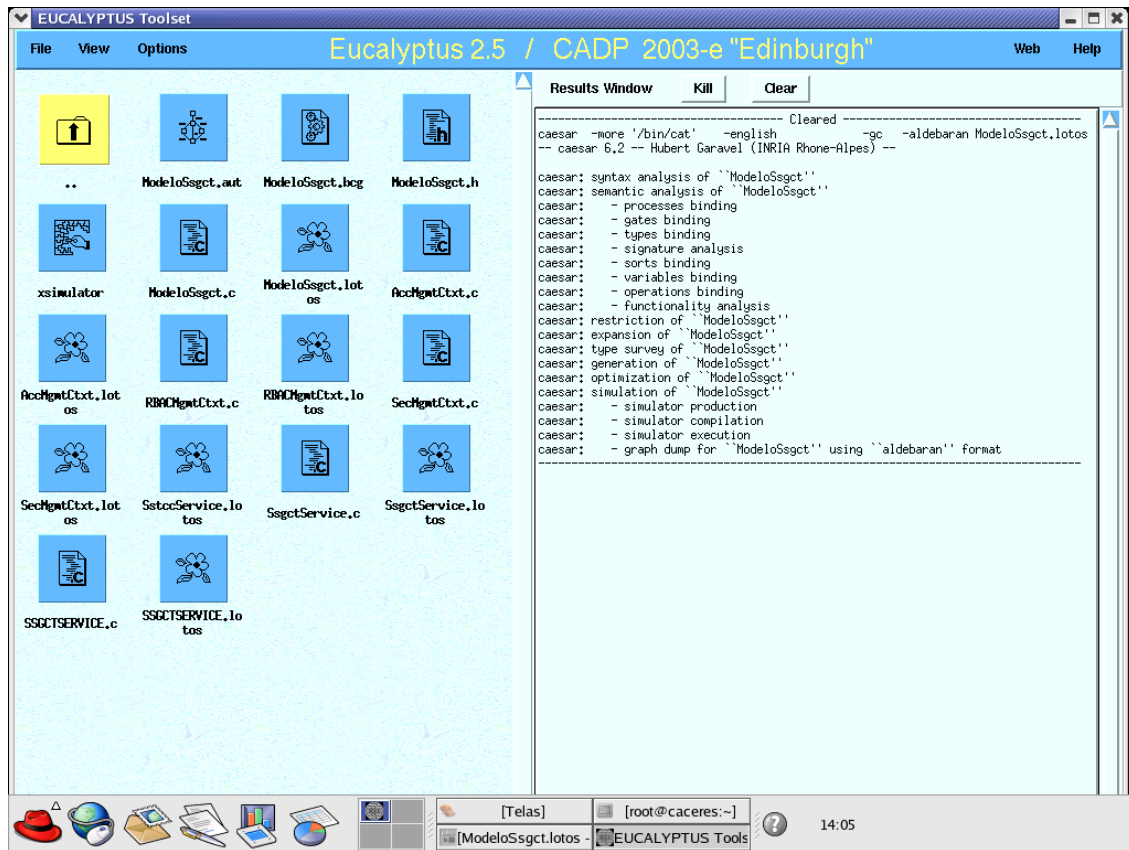 EUCALYPTUS Toolset
File View Options Eucalyptus 2.5 / CADP 2003-e "Edinburgh" Web Help
Results Window Kill Clear
.. ModeloSsgct.aut ModeloSsgct.bcg ModeloSsgct.h
xsimulator ModeloSsgct.c ModeloSsgct.lot
os AccMgmtCtxt.c
AccMgmtCtxt.lot
os RBACMgmtCtxt.c RBACMgmtCtxt.lo
tos SecMgmtCtxt.c
SecMgmtCtxt.lot
os SstccService.lo
tos SsgctService.c SsgctService.lo
tos
SSGCTSERVICE.c SSGCTSERVICE.lo
tos
---------------------------------- Cleared ----------------------------------
caesar -more '/bin/cat' -english -gc -aldebaran ModeloSsgct.lotos
-- caesar 6.2 -- Hubert Garavel (INRIA Rhone-Alpes) --
caesar: syntax analysis of ``ModeloSsgct''
caesar: semantic analysis of ``ModeloSsgct''
caesar: - processes binding
caesar: - gates binding
caesar: - types binding
caesar: - signature analysis
caesar: - sorts binding
caesar: - variables binding
caesar: - operations binding
caesar: - functionality analysis
caesar: restriction of ``ModeloSsgct''
caesar: expansion of ``ModeloSsgct''
caesar: type survey of ``ModeloSsgct''
caesar: generation of ``ModeloSsgct''
caesar: optimization of ``ModeloSsgct''
caesar: simulation of ``ModeloSsgct''
caesar: - simulator production
caesar: - simulator compilation
caesar: - simulator execution
caesar: - graph dump for ``ModeloSsgct'' using ``aldebaran'' format
[Telas] [root@caceres:~]
[ModeloSsgct.lotos - EUCALYPTUS Tools
14:05